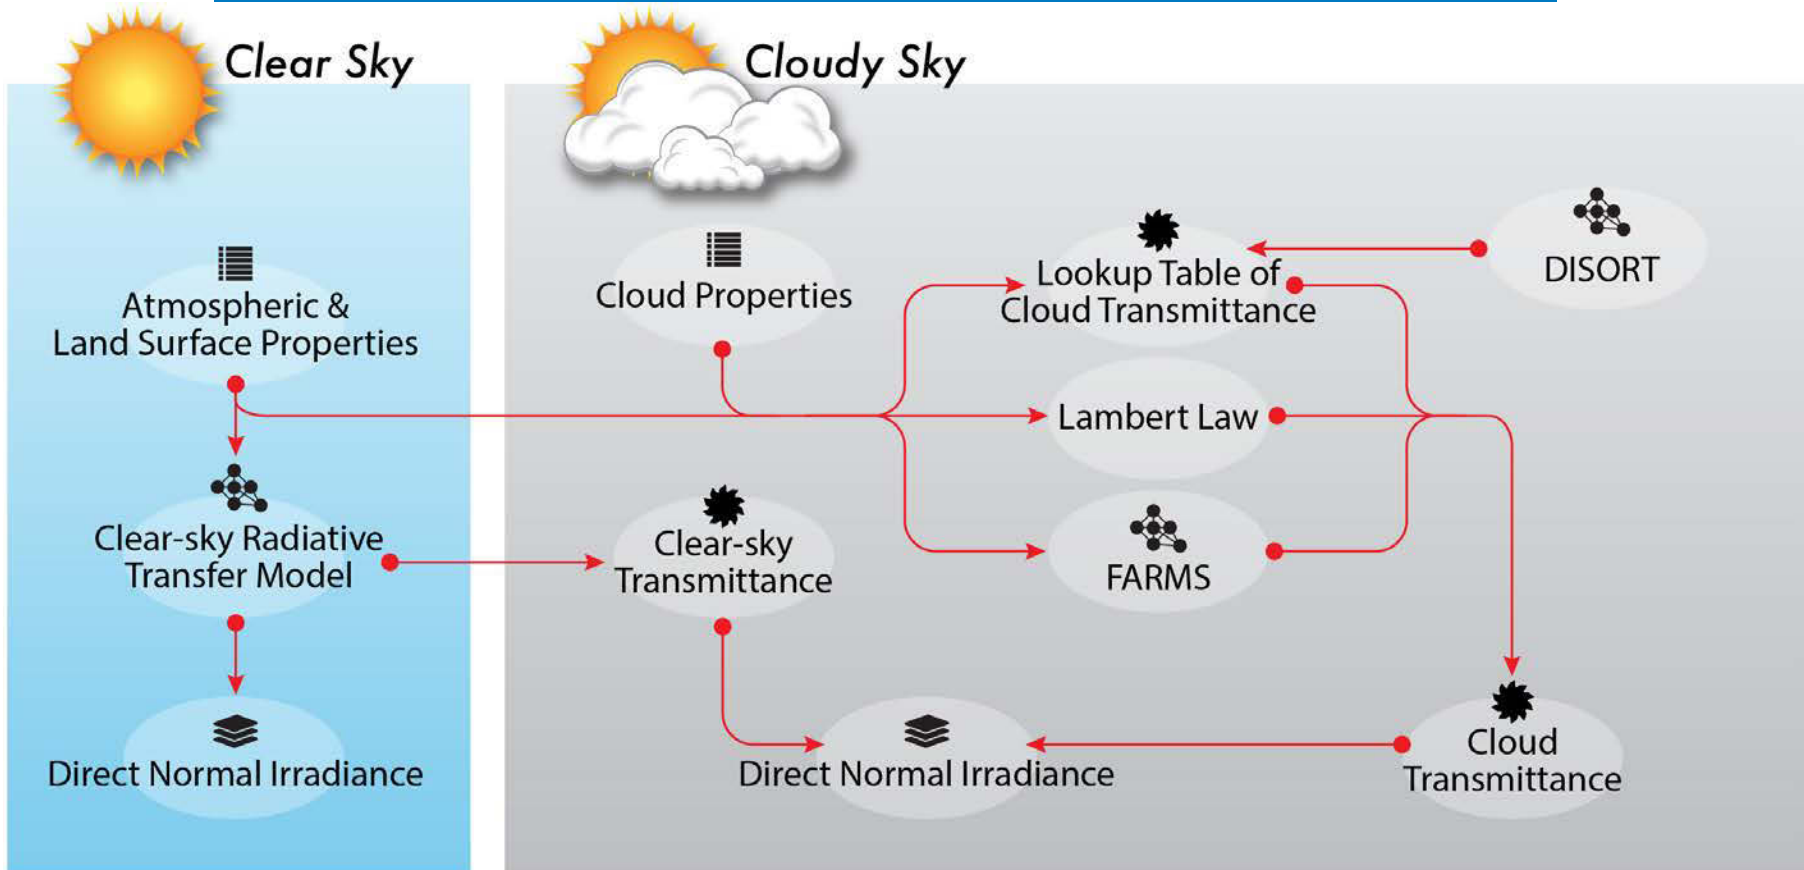 Clear Sky
Atmospheric &
Land Surface Properties
Clear-sky Radiative
Transfer Model
Direct Normal Irradiance
Cloudy Sky
Cloud Properties
Lookup Table of
Cloud Transmittance
DISORT
Lambert Law
Clear-sky
Transmittance
FARMS
Direct Normal Irradiance
Cloud
Transmittance